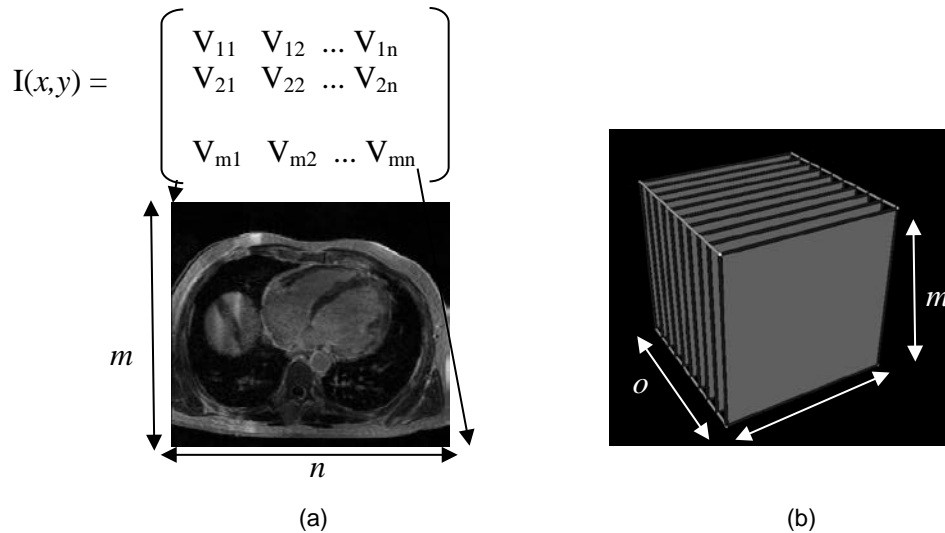 V₁₁ V₁₂ ... V₁ₙ
I(x,y) =
V₂₁ V₂₂ ... V₂ₙ
Vₘ₁ Vₘ₂ ... Vₘₙ
m
n
(a)
m
o
(b)